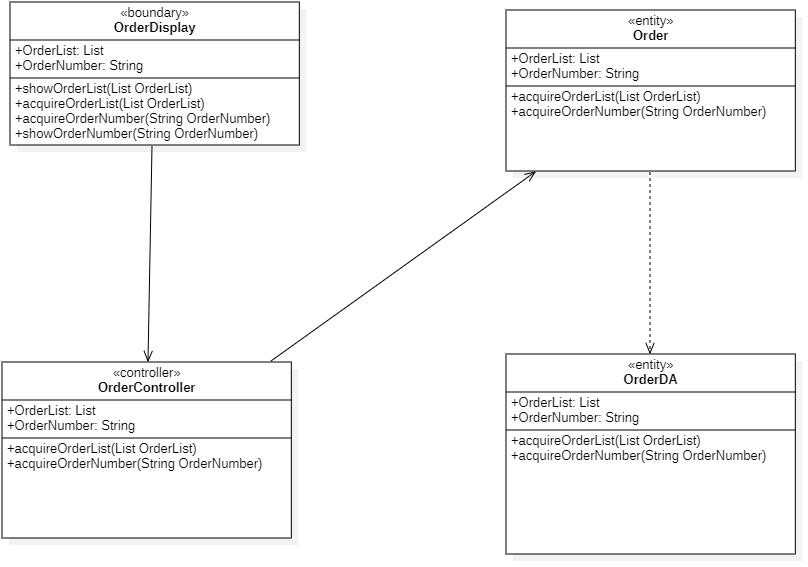 «boundary»
OrderDisplay
+OrderList: List
+OrderNumber: String
+showOrderList(List OrderList)
+acquireOrderList(List OrderList)
+acquireOrderNumber(String OrderNumber)
+showOrderNumber(String OrderNumber)
«entity»
Order
+OrderList: List
+OrderNumber: String
+acquireOrderList(List OrderList)
+acquireOrderNumber(String OrderNumber)
«controller»
OrderController
+OrderList: List
+OrderNumber: String
+acquireOrderList(List OrderList)
+acquireOrderNumber(String OrderNumber)
«entity»
OrderDA
+OrderList: List
+OrderNumber: String
+acquireOrderList(List OrderList)
+acquireOrderNumber(String OrderNumber)